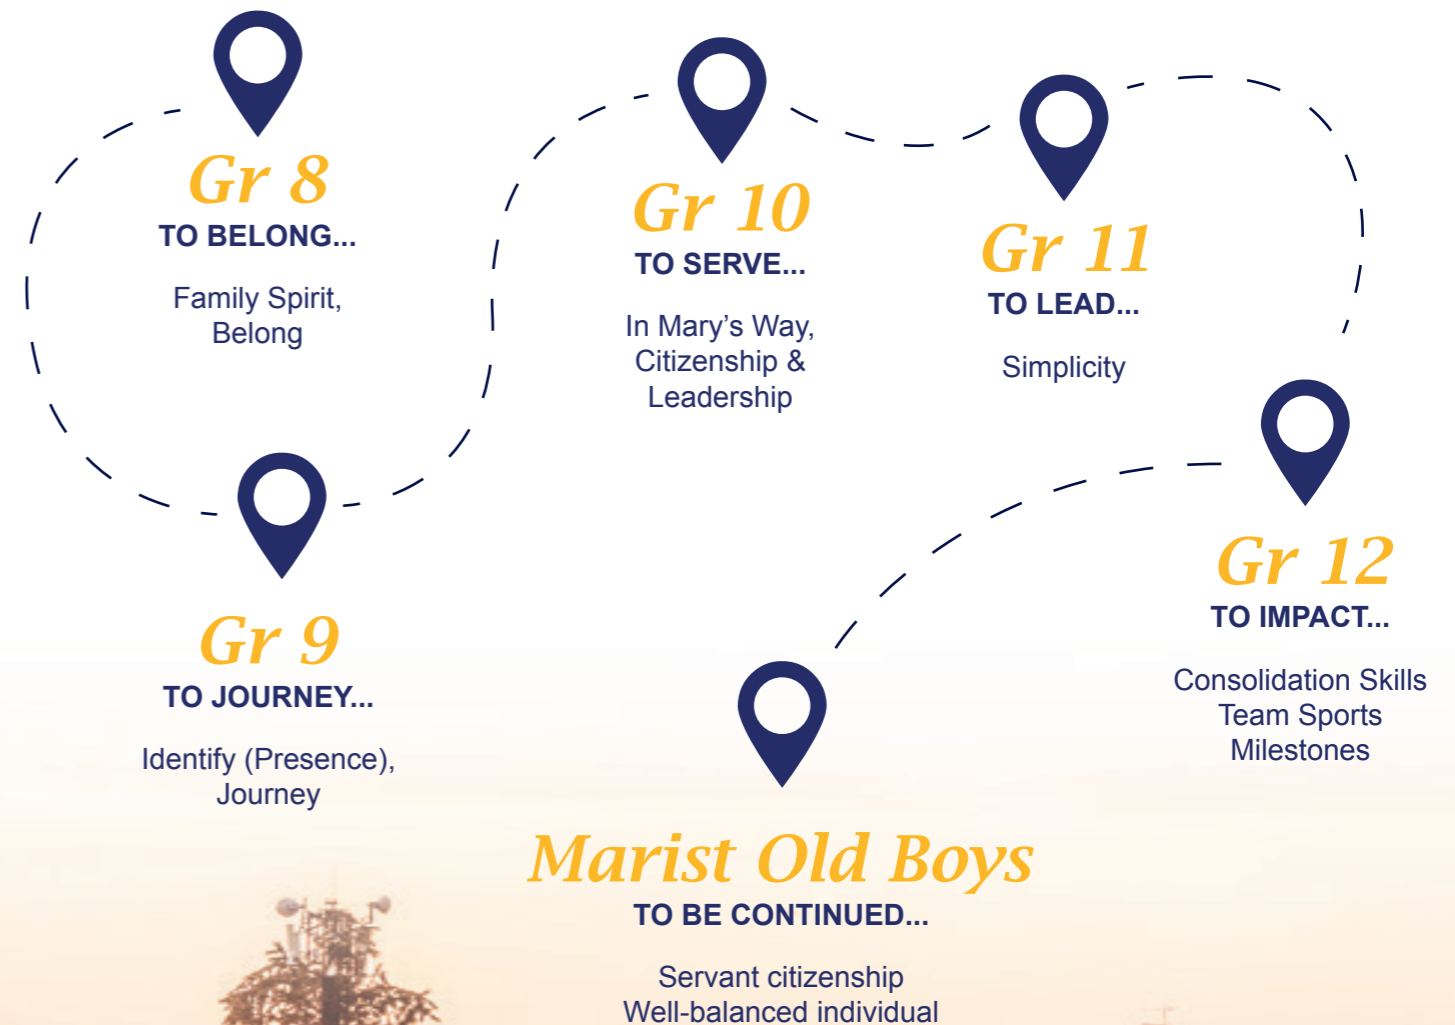 Gr 8
TO BELONG...
Family Spirit,
Belong
Gr 9
TO JOURNEY...
Identify (Presence),
Journey
Gr 10
TO SERVE...
In Mary’s Way,
Citizenship &
Leadership
Gr 11
TO LEAD...
Simplicity
Gr 12
TO IMPACT...
Consolidation Skills
Team Sports
Milestones
Marist Old Boys
TO BE CONTINUED...
Servant citizenship
Well-balanced individual